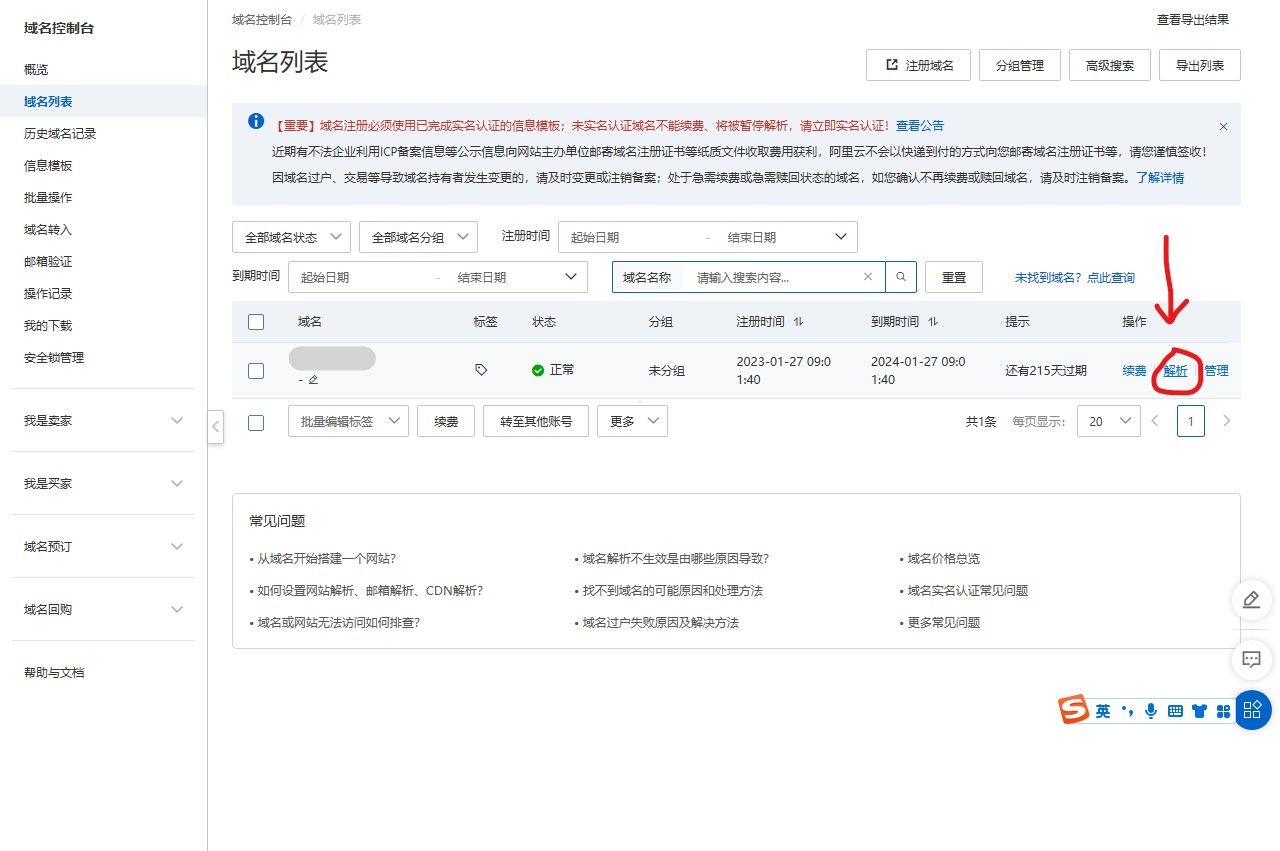 域名控制台
概览
域名列表
历史域名记录
信息模板
批量操作
域名转入
邮箱验证
操作记录
我的下载
安全锁管理
我是卖家
我是买家
域名预订
域名回购
帮助与文档
域名控制台 / 域名列表
查看导出结果
域名列表
注册域名 分组管理 高级搜索 导出列表
【重要】域名注册必须使用已完成实名认证的信息模板；未实名认证域名不能续费、将被暂停解析，请立即实名认证！查看公告
近期有不法企业利用ICP备案信息等公示信息向网站主办单位邮寄域名注册证书等纸质文件收取费用获利，阿里云不会以快递到付的方式向您邮寄域名注册证书等，请您谨慎签收！
因域名过户、交易等导致域名持有者发生变更的，请及时变更或注销备案；处于急需续费或急需赎回状态的域名，如您确认不再续费或赎回域名，请及时注销备案。了解详情
全部域名状态 全部域名分组 注册时间 起始日期 - 结束日期
到期时间 起始日期 - 结束日期 域名名称 请输入搜索内容... 重置 未找到域名？点此查询
域名 标签 状态 分组 注册时间 到期时间 提示 操作
- 正常 未分组 2023-01-27 09:0 2024-01-27 09:0 还有215天过期 续费 解析 管理
1:40 1:40
批量编辑标签 续费 转至其他账号 更多 共1条 每页显示： 20 1
常见问题
• 从域名开始搭建一个网站？ • 域名解析不生效是由哪些原因导致？ • 域名价格总览
• 如何设置网站解析、邮箱解析、CDN解析？ • 找不到域名的可能原因和处理方法 • 域名实名认证常见问题
• 域名或网站无法访问如何排查？ • 域名过户失败原因及解决方法 • 更多常见问题
S 英